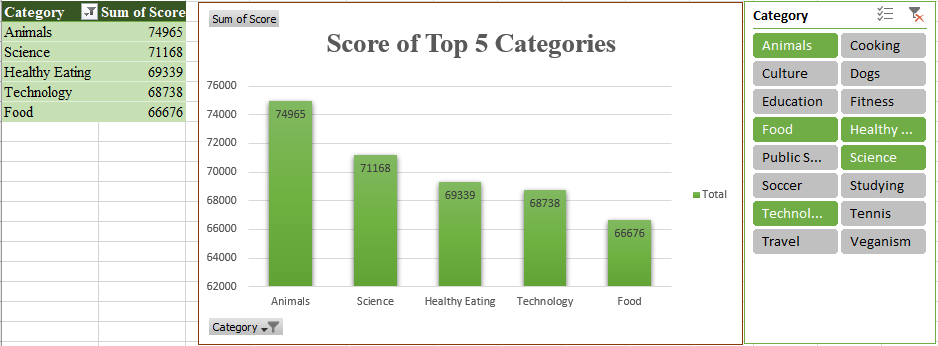 Category Sum of Score
Animals 74965
Science 71168
Healthy Eating 69339
Technology 68738
Food 66676
Sum of Score
Score of Top 5 Categories
76000
74000
72000
70000
68000
66000
64000
62000
74965
71168
69339
68738
66676
Animals Science Healthy Eating Technology Food
Total
Category
Category
Animals Cooking
Culture Dogs
Education Fitness
Food Healthy ...
Public S... Science
Soccer Studying
Technol... Tennis
Travel Veganism